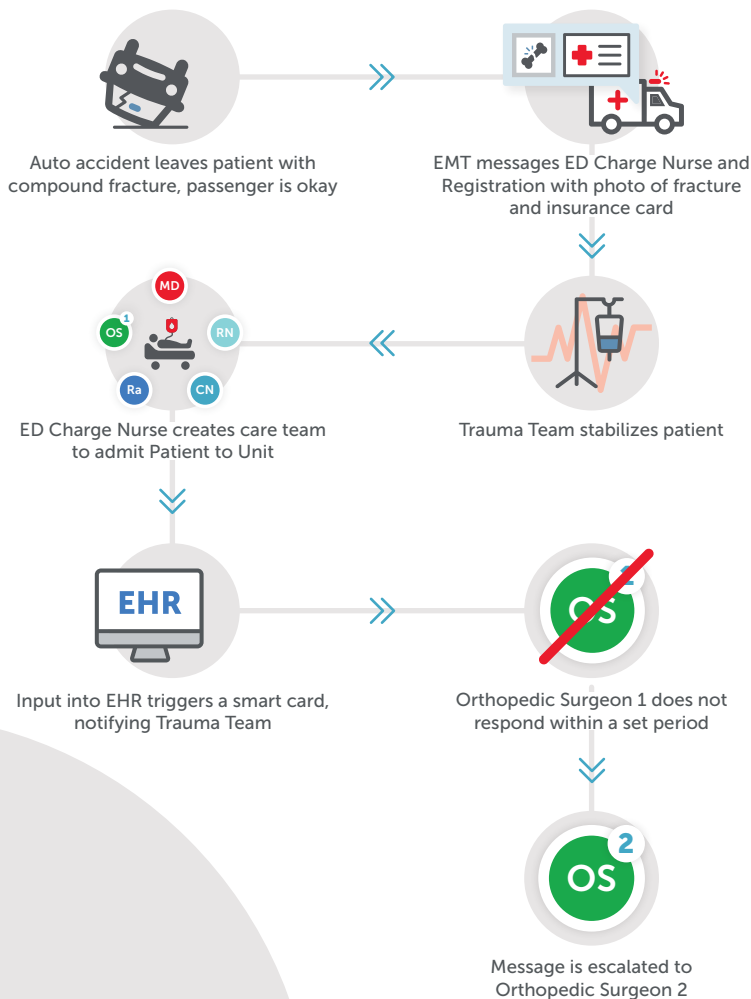 Auto accident leaves patient with
compound fracture, passenger is okay
EMT messages ED Charge Nurse and
Registration with photo of fracture
and insurance card
Trauma Team stabilizes patient
MD
OS 1
RN
Ra
CN
ED Charge Nurse creates care team
to admit Patient to Unit
EHR
Input into EHR triggers a smart card,
notifying Trauma Team
OS 1
Orthopedic Surgeon 1 does not
respond within a set period
OS 2
Message is escalated to
Orthopedic Surgeon 2